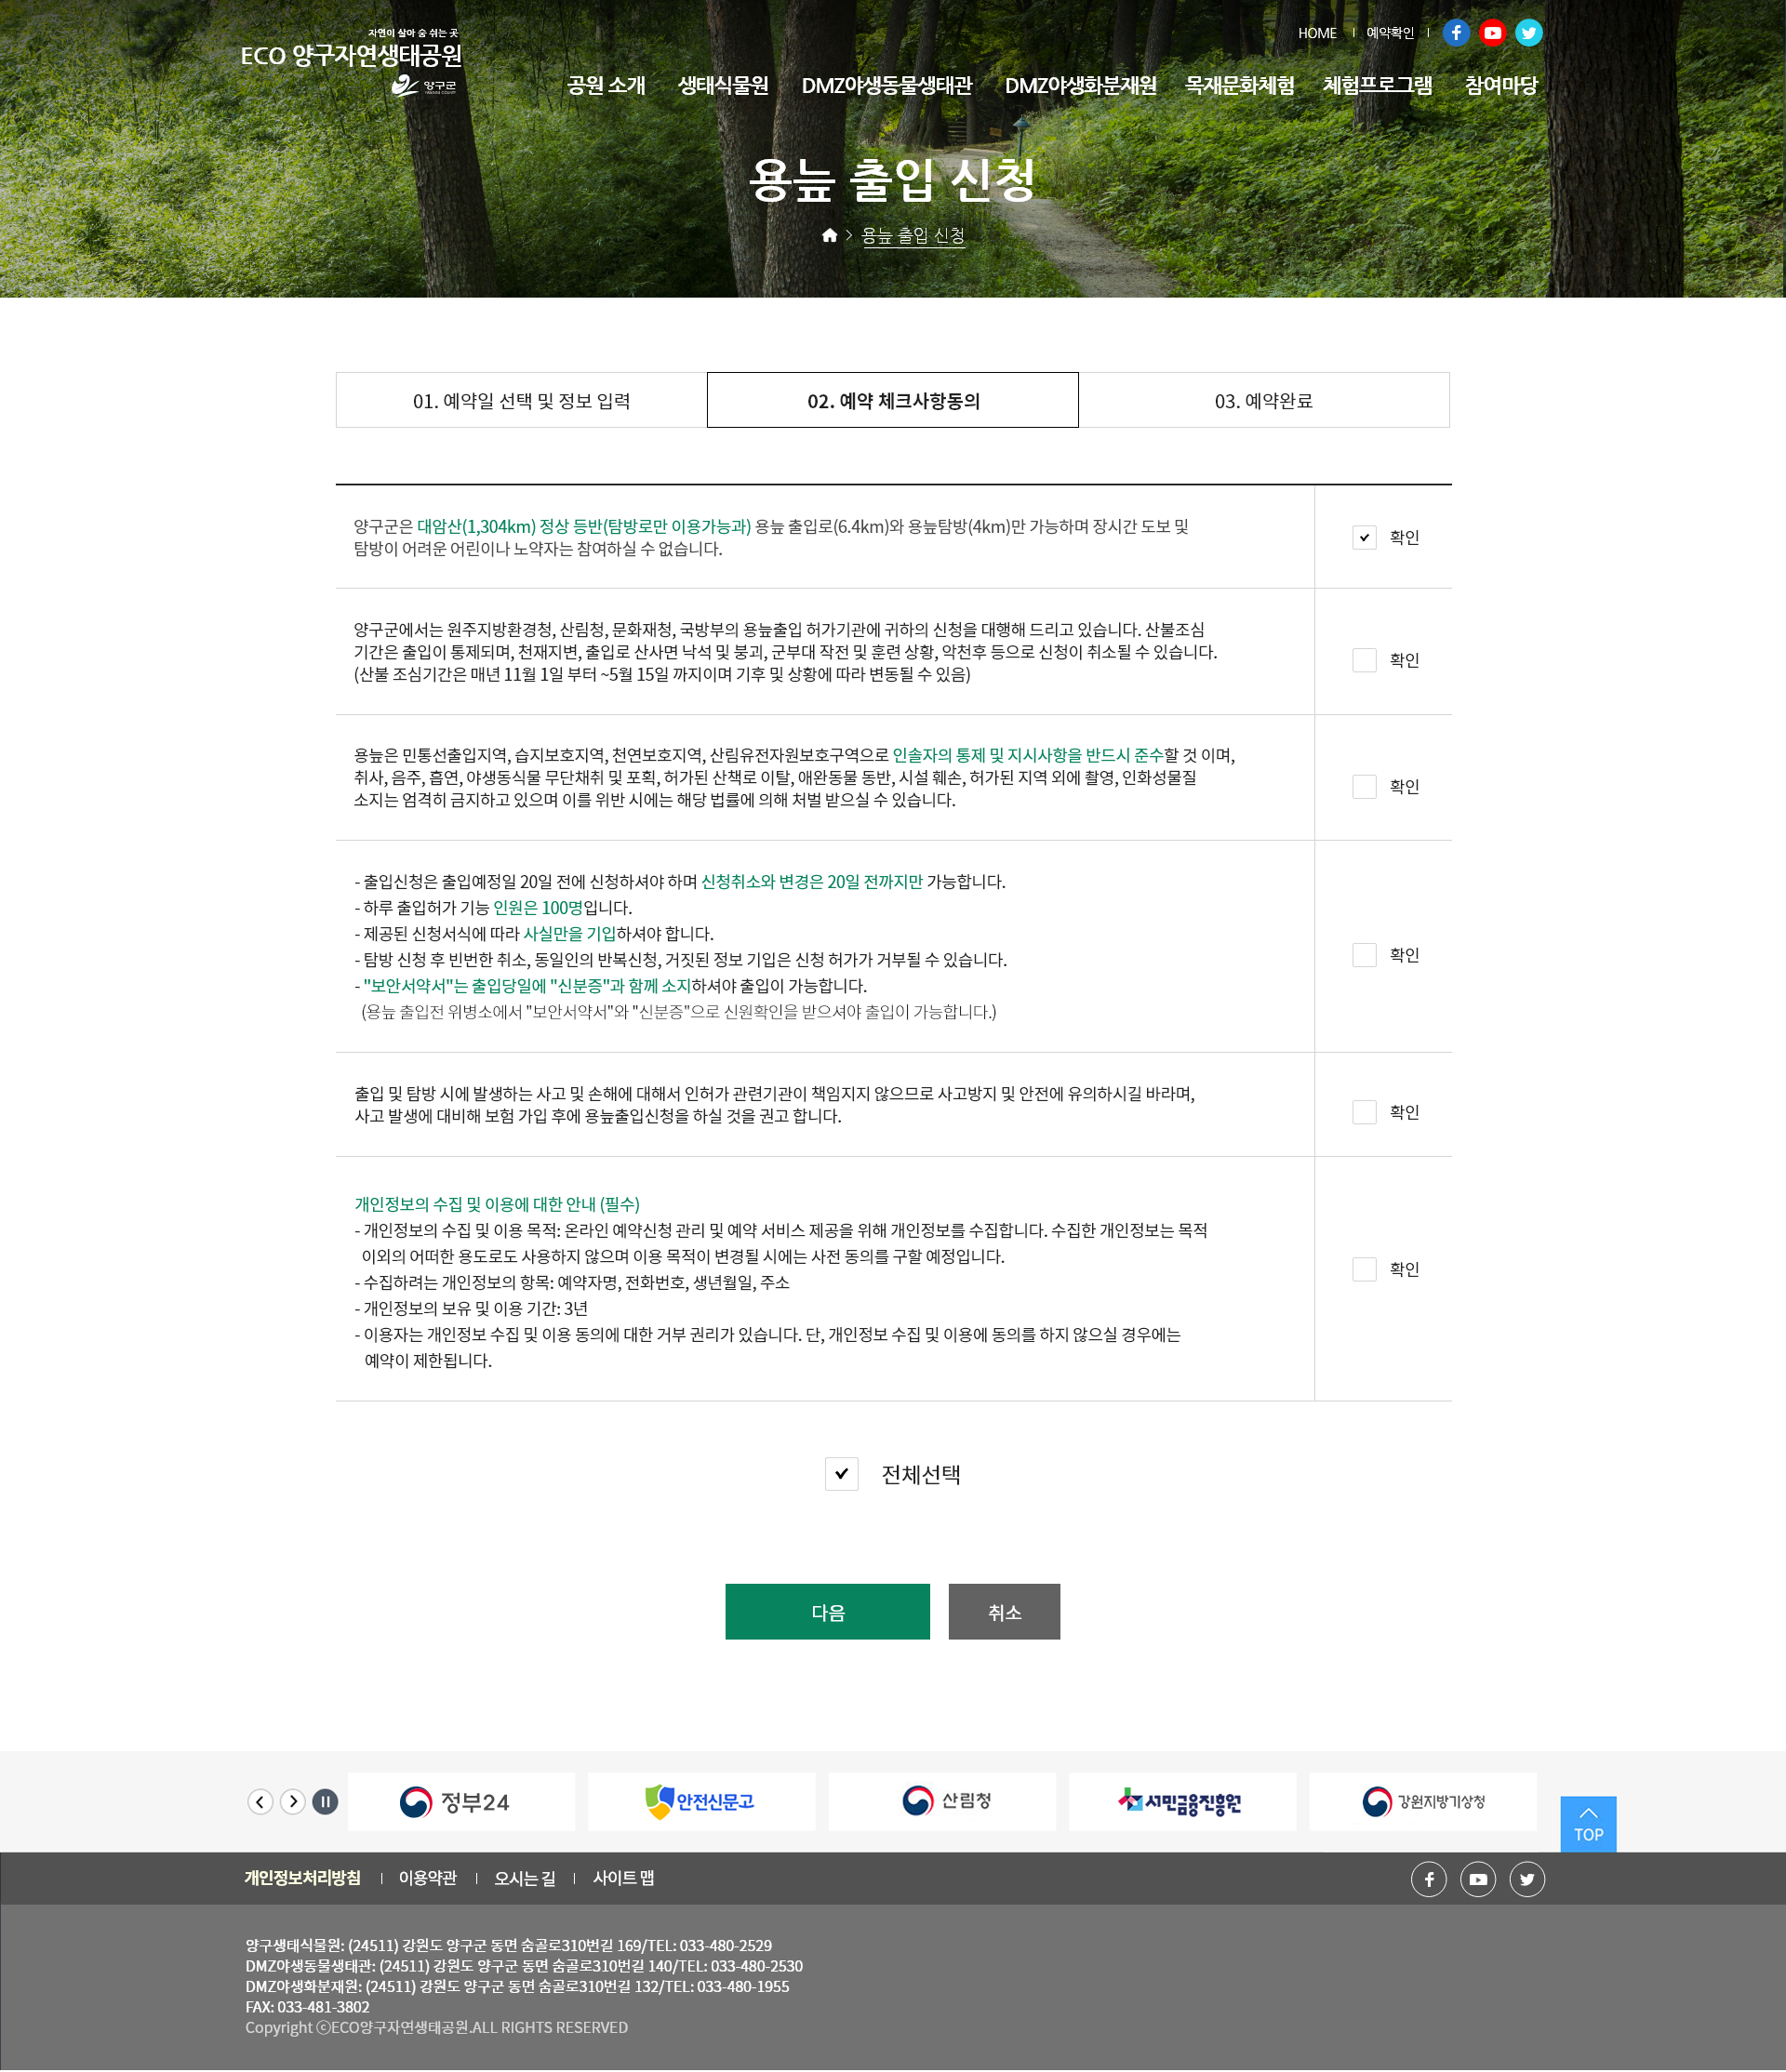 자연이 살아 숨 쉬는 곳
ECO 양구자연생태공원
양구군
HOME
예약확인
공원 소개
생태식물원
DMZ야생동물생태관
DMZ야생화분재원
목재문화체험
체험프로그램
참여마당
용늪 출입 신청
용늪 출입 신청
01. 예약일 선택 및 정보 입력
02. 예약 체크사항동의
03. 예약완료
양구군은 대암산(1,304km) 정상 등반(탐방로만 이용가능과) 용늪 출입로(6.4km)와 용늪탐방(4km)만 가능하며 장시간 도보 및
탐방이 어려운 어린이나 노약자는 참여하실 수 없습니다.
확인
양구군에서는 원주지방환경청, 산림청, 문화재청, 국방부의 용늪출입 허가기관에 귀하의 신청을 대행해 드리고 있습니다. 산불조심
기간은 출입이 통제되며, 천재지변, 출입로 산사면 낙석 및 붕괴, 군부대 작전 및 훈련 상황, 악천후 등으로 신청이 취소될 수 있습니다.
(산불 조심기간은 매년 11월 1일 부터 ~5월 15일 까지이며 기후 및 상황에 따라 변동될 수 있음)
확인
용늪은 민통선출입지역, 습지보호지역, 천연보호지역, 산림유전자원보호구역으로 인솔자의 통제 및 지시사항을 반드시 준수할 것 이며,
취사, 음주, 흡연, 야생동식물 무단채취 및 포획, 허가된 산책로 이탈, 애완동물 동반, 시설 훼손, 허가된 지역 외에 촬영, 인화성물질
소지는 엄격히 금지하고 있으며 이를 위반 시에는 해당 법률에 의해 처벌 받으실 수 있습니다.
확인
- 출입신청은 출입예정일 20일 전에 신청하셔야 하며 신청취소와 변경은 20일 전까지만 가능합니다.
- 하루 출입허가 기능 인원은 100명입니다.
- 제공된 신청서식에 따라 사실만을 기입하셔야 합니다.
- 탐방 신청 후 빈번한 취소, 동일인의 반복신청, 거짓된 정보 기입은 신청 허가가 거부될 수 있습니다.
- "보안서약서"는 출입당일에 "신분증"과 함께 소지하셔야 출입이 가능합니다.
(용늪 출입전 위병소에서 "보안서약서"와 "신분증"으로 신원확인을 받으셔야 출입이 가능합니다.)
확인
출입 및 탐방 시에 발생하는 사고 및 손해에 대해서 인허가 관련기관이 책임지지 않으므로 사고방지 및 안전에 유의하시길 바라며,
사고 발생에 대비해 보험 가입 후에 용늪출입신청을 하실 것을 권고 합니다.
확인
개인정보의 수집 및 이용에 대한 안내 (필수)
- 개인정보의 수집 및 이용 목적: 온라인 예약신청 관리 및 예약 서비스 제공을 위해 개인정보를 수집합니다. 수집한 개인정보는 목적
이외의 어떠한 용도로도 사용하지 않으며 이용 목적이 변경될 시에는 사전 동의를 구할 예정입니다.
- 수집하려는 개인정보의 항목: 예약자명, 전화번호, 생년월일, 주소
- 개인정보의 보유 및 이용 기간: 3년
- 이용자는 개인정보 수집 및 이용 동의에 대한 거부 권리가 있습니다. 단, 개인정보 수집 및 이용에 동의를 하지 않으실 경우에는
예약이 제한됩니다.
확인
전체선택
다음
취소
정부24
안전신문고
산림청
서민금융진흥원
강원지방기상청
TOP
개인정보처리방침
이용약관
오시는 길
사이트 맵
양구생태식물원: (24511) 강원도 양구군 동면 숨골로310번길 169/TEL: 033-480-2529
DMZ야생동물생태관: (24511) 강원도 양구군 동면 숨골로310번길 140/TEL: 033-480-2530
DMZ야생화분재원: (24511) 강원도 양구군 동면 숨골로310번길 132/TEL: 033-480-1955
FAX: 033-481-3802
Copyright ⓒECO양구자연생태공원.ALL RIGHTS RESERVED